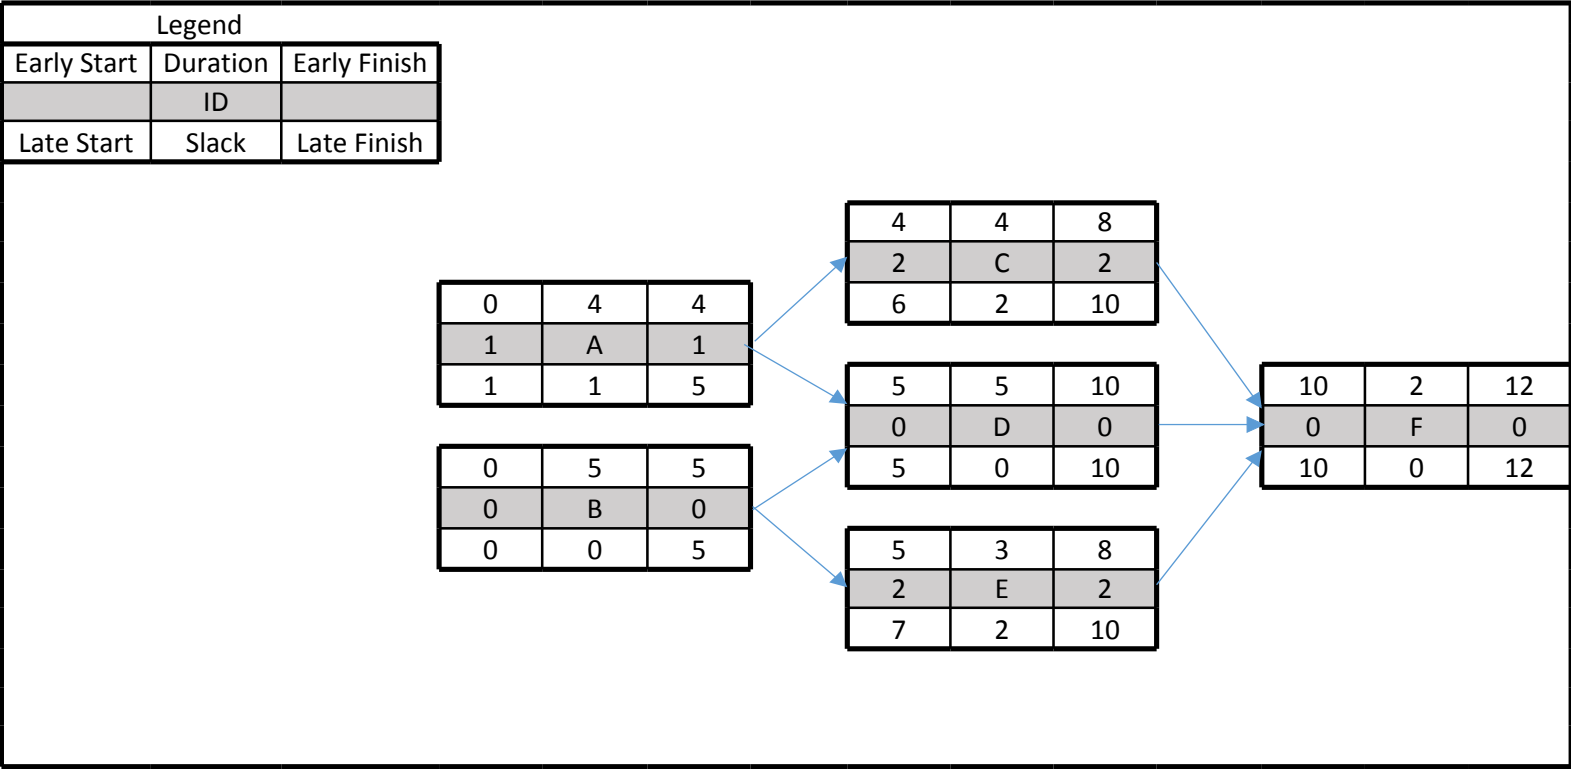 Legend
Early Start Duration Early Finish
ID
Late Start Slack Late Finish
4 4 8
2 C 2
6 2 10
0 4 4
1 A 1
1 1 5
5 5 10
0 D 0
5 0 10
10 2 12
0 F 0
10 0 12
0 5 5
0 B 0
0 0 5
5 3 8
2 E 2
7 2 10